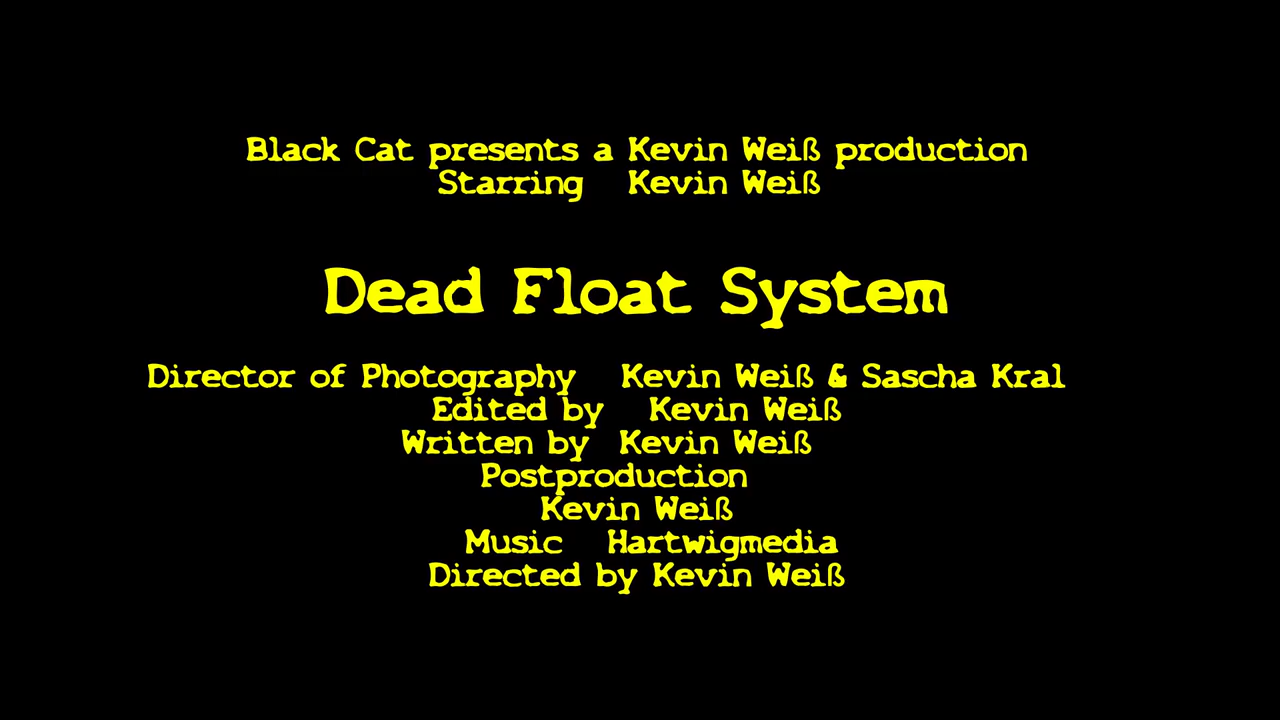 Black Cat presents a Kevin Weiß production
Starring Kevin Weiß
Dead Float System
Director of Photography Kevin Weiß & Sascha Kral
Edited by Kevin Weiß
Written by Kevin Weiß
Postproduction
Kevin Weiß
Music Hartwigmedia
Directed by Kevin Weiß